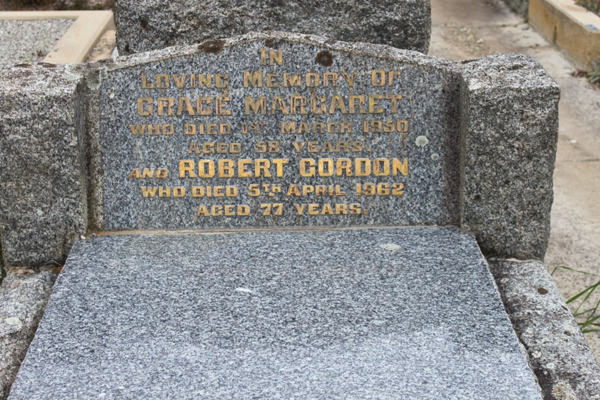 IN
LOVING MEMORY OF
GRACE MARGARET
WHO DIED 1ST MARCH 1950
AGED 58 YEARS.
AND ROBERT GORDON
WHO DIED 5TH APRIL 1962
AGED 77 YEARS.